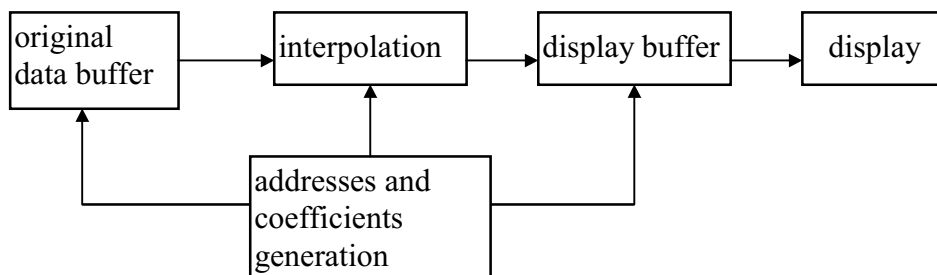 original
data buffer
interpolation
display buffer
display
addresses and
coefficients
generation